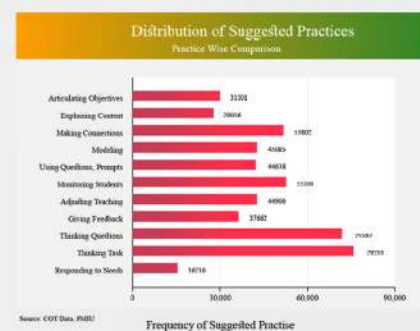 Distribution of Suggested Practices
Practice Wise Comparison
Articulating Objectives
Explaining Content
Making Connections
Modeling
Using Questions, Prompts
Monitoring Students
Adjusting Teaching
Giving Feedback
Thinking Questions
Thinking Task
Responding to Needs
0
30,000
60,000
90,000
Source: COT Data, PMIU
Frequency of Suggested Practise